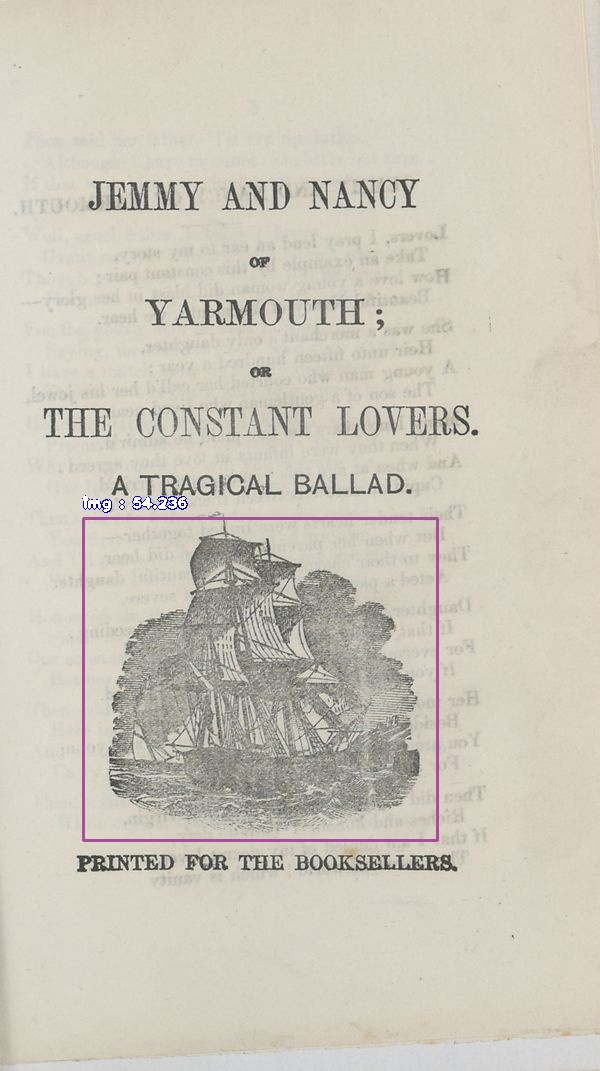 JEMMY AND NANCY
OF
YARMOUTH;
OR
THE CONSTANT LOVERS.
A TRAGICAL BALLAD.
img : 54.236
PRINTED FOR THE BOOKSELLERS.